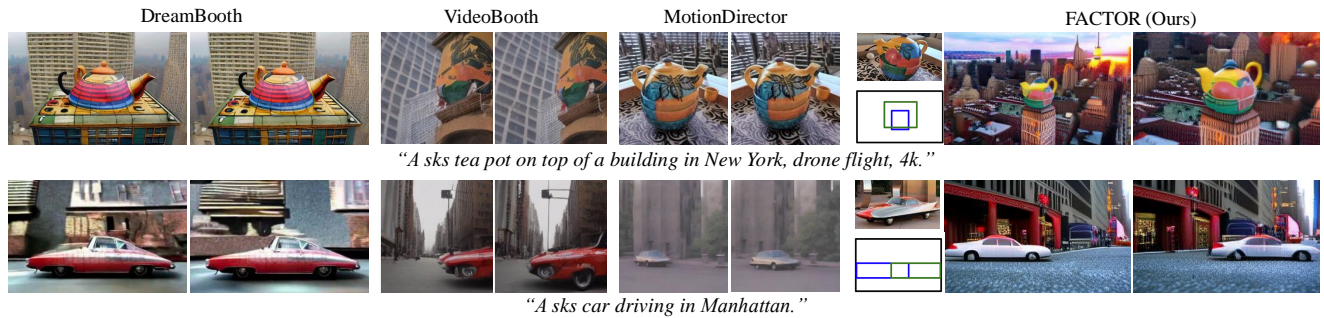 DreamBooth
VideoBooth
MotionDirector
FACTOR (Ours)
“A sks tea pot on top of a building in New York, drone flight, 4k.”
“A sks car driving in Manhattan.”